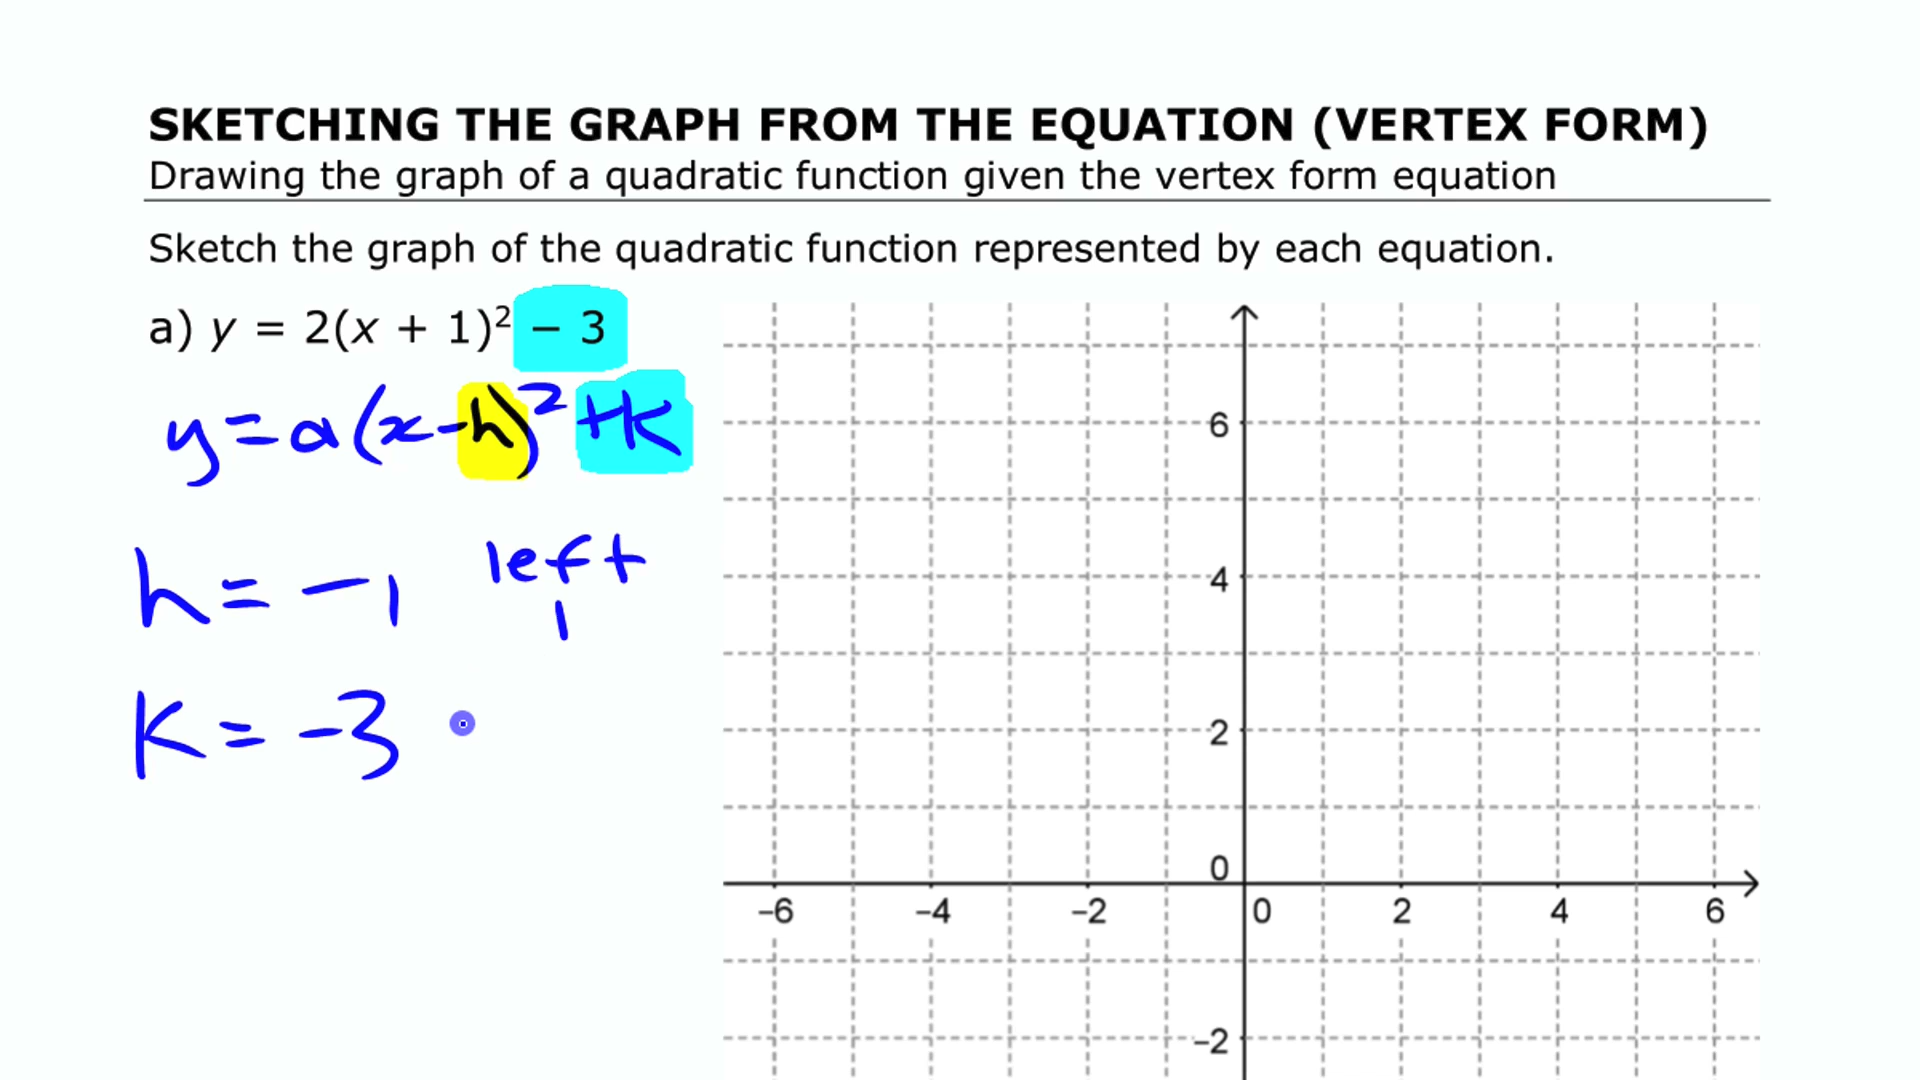 SKETCHING THE GRAPH FROM THE EQUATION (VERTEX FORM)
Drawing the graph of a quadratic function given the vertex form equation
Sketch the graph of the quadratic function represented by each equation.
a) y = 2(x + 1)² − 3
y = a(x-h)² +k
h = -1 left
1
k = -3
6
4
2
0
−6 −4 −2 0 2 4 6
−2